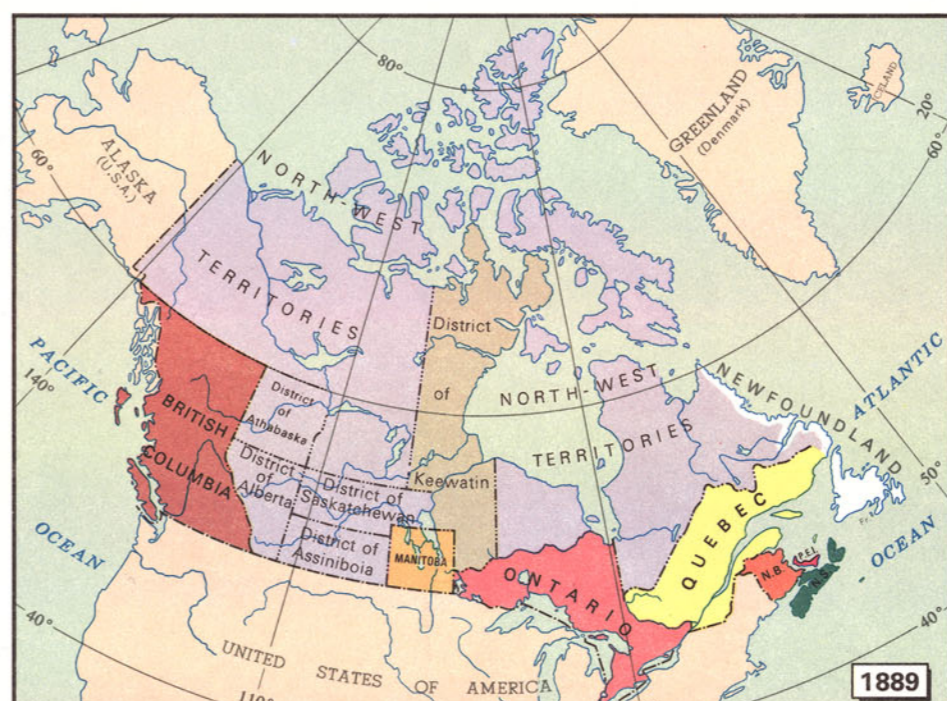 80°
GREENLAND
(Denmark)
ICELAND
20°
60°
60°
ALASKA
(U.S.A.)
NORTH-WEST
TERRITORIES
District
of
Keewatin
PACIFIC
OCEAN
140°
NORTH-WEST
TERRITORIES
NEWFOUNDLAND
ATLANTIC
OCEAN
BRITISH
COLUMBIA
District
of
Athabaska
District
of
Alberta
District of
Saskatchewan
District of
Assiniboia
MANITOBA
ONTARIO
QUEBEC
N.B.
P.E.I.
N.S.
50°
40°
40°
UNITED
STATES OF AMERICA
110°
1889